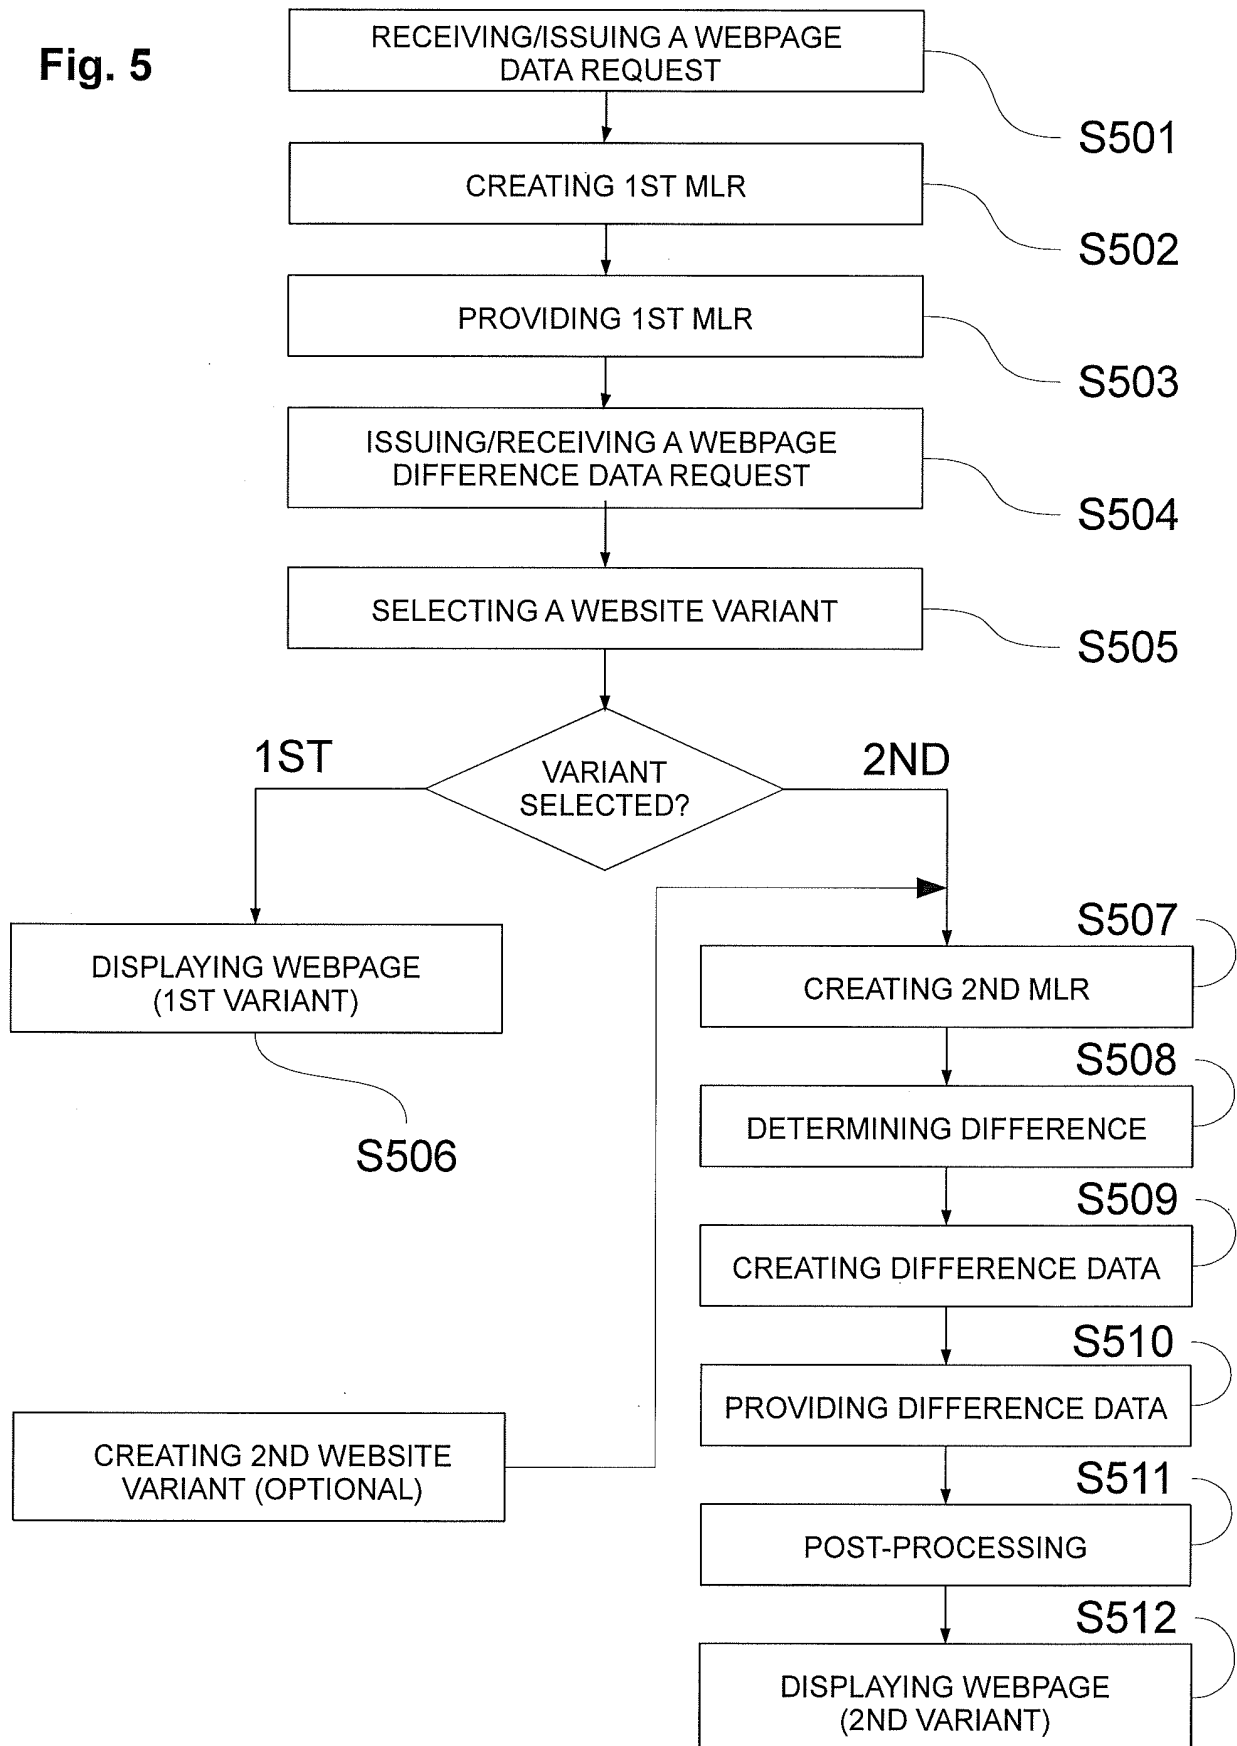 Fig. 5
RECEIVING/ISSUING A WEBPAGE
DATA REQUEST
S501
CREATING 1ST MLR
S502
PROVIDING 1ST MLR
S503
ISSUING/RECEIVING A WEBPAGE
DIFFERENCE DATA REQUEST
S504
SELECTING A WEBSITE VARIANT
S505
1ST
VARIANT
SELECTED?
2ND
DISPLAYING WEBPAGE
(1ST VARIANT)
S506
S507
CREATING 2ND MLR
S508
DETERMINING DIFFERENCE
S509
CREATING DIFFERENCE DATA
S510
PROVIDING DIFFERENCE DATA
CREATING 2ND WEBSITE
VARIANT (OPTIONAL)
S511
POST-PROCESSING
S512
DISPLAYING WEBPAGE
(2ND VARIANT)